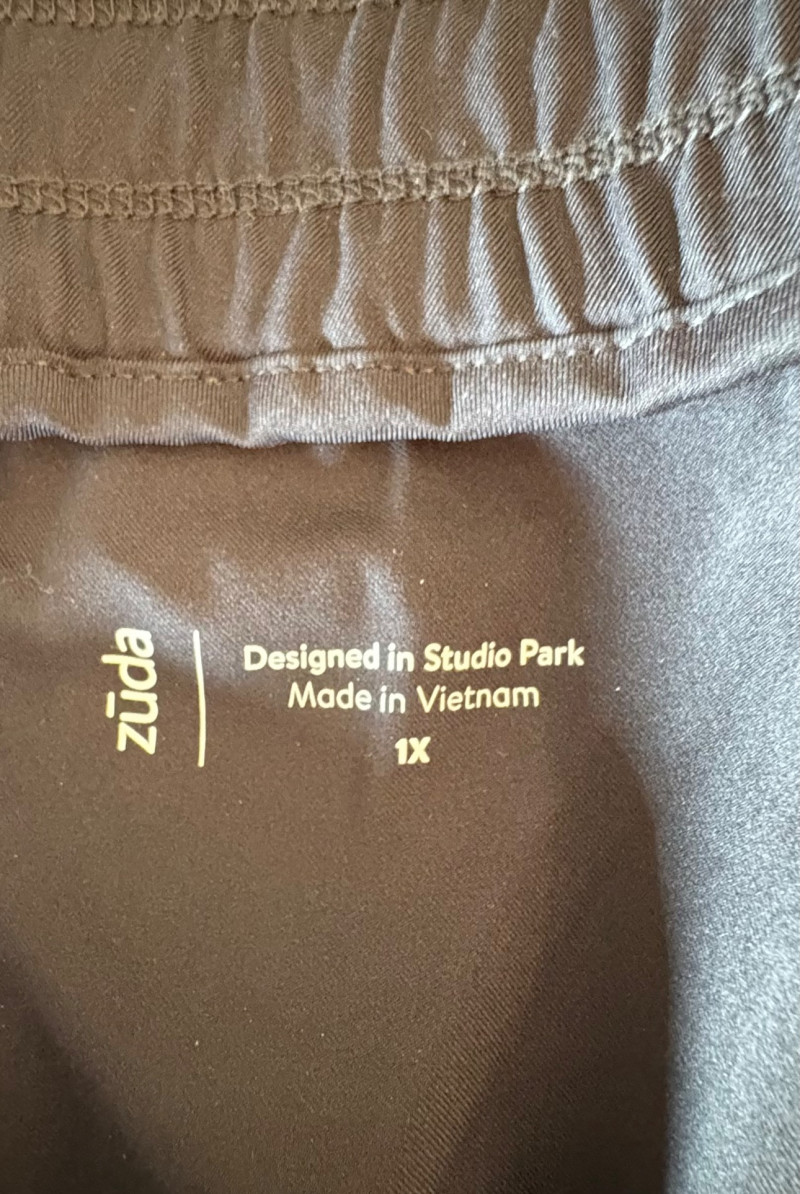 zūda
Designed in Studio Park
Made in Vietnam
1X